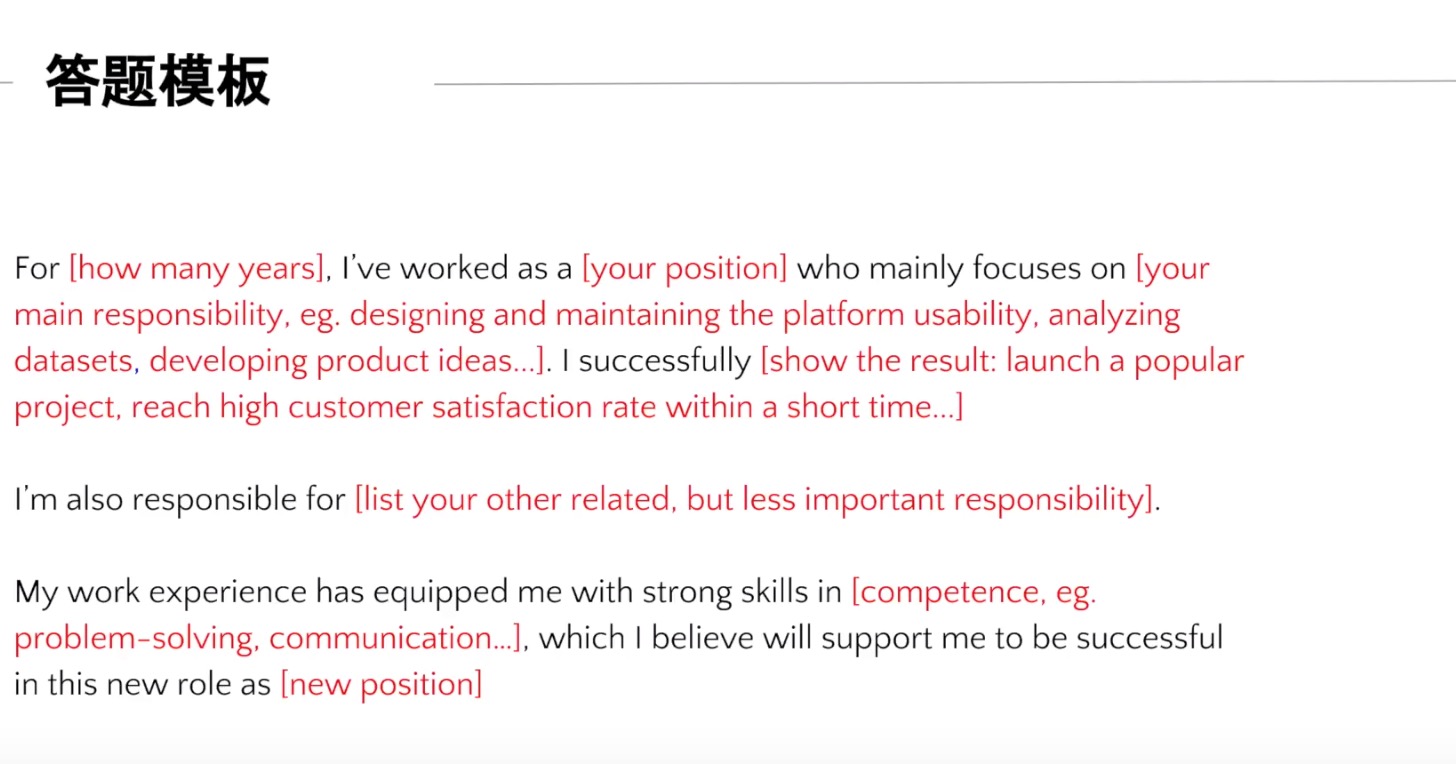 答题模板
For [how many years], I've worked as a [your position] who mainly focuses on [your
main responsibility, eg. designing and maintaining the platform usability, analyzing
datasets, developing product ideas...]. I successfully [show the result: launch a popular
project, reach high customer satisfaction rate within a short time...]
I'm also responsible for [list your other related, but less important responsibility].
My work experience has equipped me with strong skills in [competence, eg.
problem-solving, communication...], which I believe will support me to be successful
in this new role as [new position]